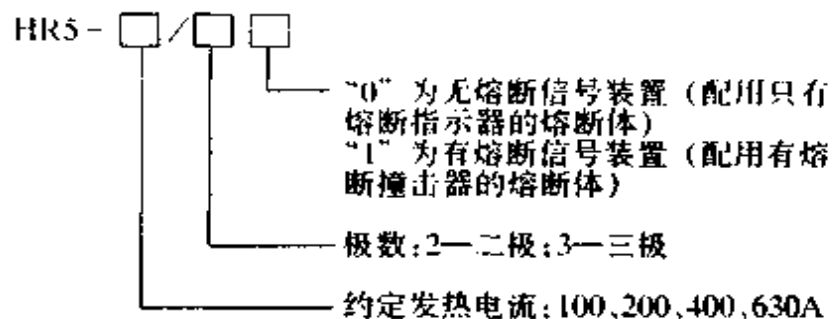 HR5-□/□□
“0”为无熔断信号装置(配用只有
熔断指示器的熔断体)
“1”为有熔断信号装置(配用有熔
断撞击器的熔断体)
极数:2—二极;3—三极
约定发热电流:100、200、400、630A